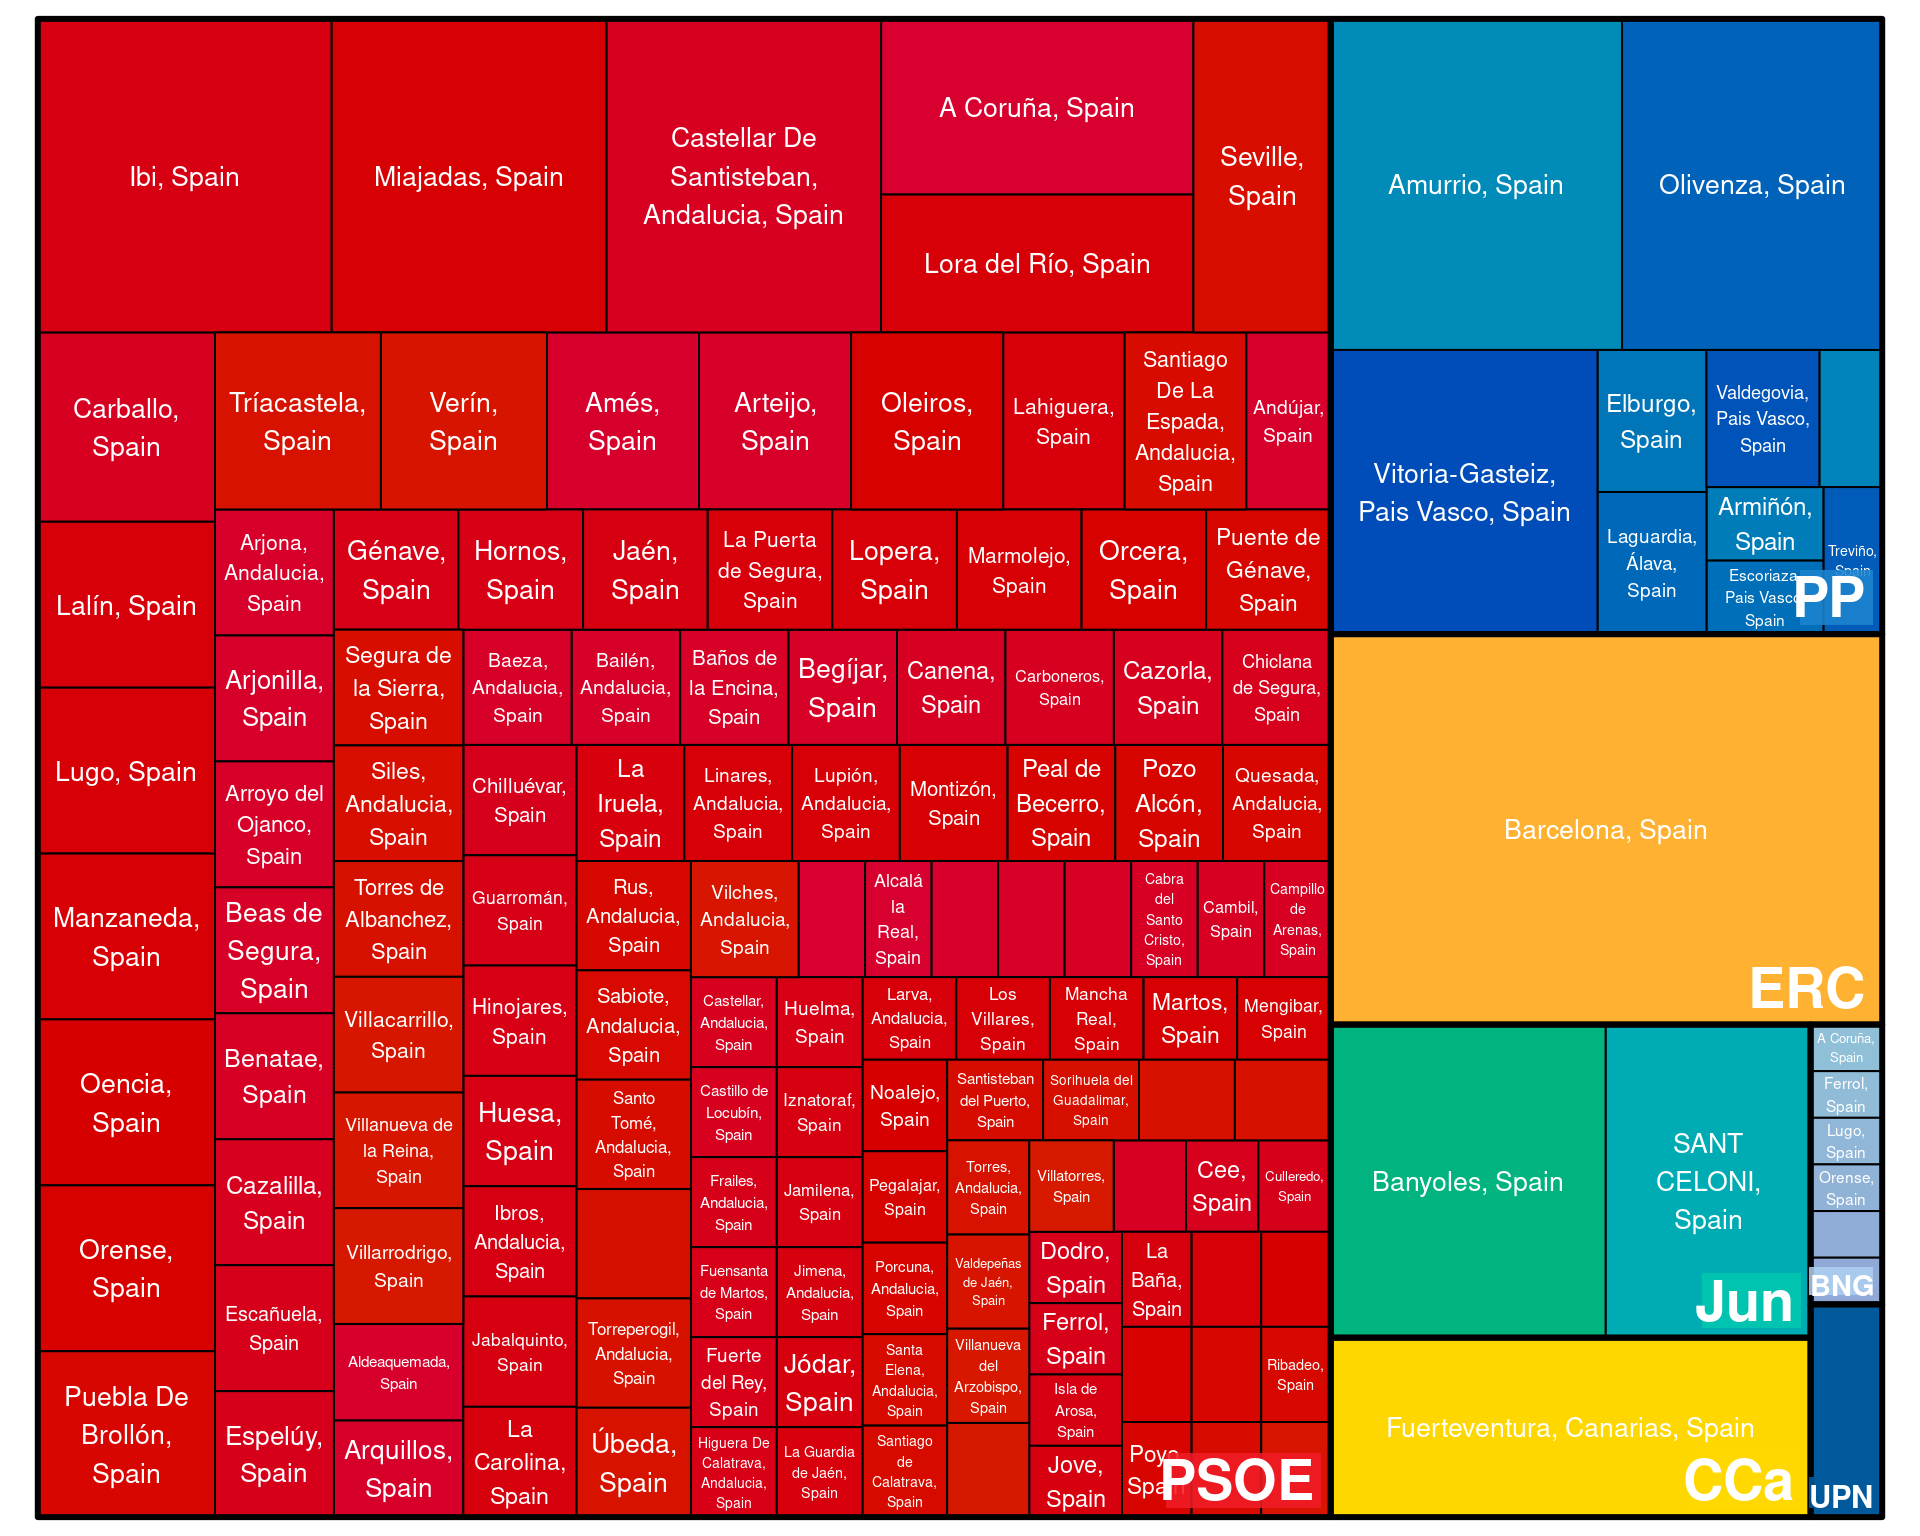 Ibi, Spain
Miajadas, Spain
Castellar De
Santisteban,
Andalucia, Spain
A Coruña, Spain
Lora del Río, Spain
Seville,
Spain
Carballo,
Spain
Tríacastela,
Spain
Verín,
Spain
Amés,
Spain
Arteijo,
Spain
Oleiros,
Spain
Lahiguera,
Spain
Santiago
De La
Espada,
Andalucia,
Spain
Andújar,
Spain
Lalín, Spain
Lugo, Spain
Manzaneda,
Spain
Oencia,
Spain
Orense,
Spain
Puebla De
Brollón,
Spain
Arjona,
Andalucia,
Spain
Arjonilla,
Spain
Arroyo del
Ojanco,
Spain
Beas de
Segura,
Spain
Benatae,
Spain
Cazalilla,
Spain
Escañuela,
Spain
Espelúy,
Spain
Génave,
Spain
Hornos,
Spain
Jaén,
Spain
La Puerta
de Segura,
Spain
Lopera,
Spain
Marmolejo,
Spain
Orcera,
Spain
Puente de
Génave,
Spain
Segura de
la Sierra,
Spain
Siles,
Andalucia,
Spain
Torres de
Albanchez,
Spain
Villacarrillo,
Spain
Villanueva de
la Reina,
Spain
Villarrodrigo,
Spain
Aldeaquemada,
Spain
Arquillos,
Spain
Baeza,
Andalucia,
Spain
Bailén,
Andalucia,
Spain
Baños de
la Encina,
Spain
Begíjar,
Spain
Canena,
Spain
Carboneros,
Spain
Cazorla,
Spain
Chiclana
de Segura,
Spain
Chilluévar,
Spain
Guarromán,
Spain
Hinojares,
Spain
Huesa,
Spain
Ibros,
Andalucia,
Spain
Jabalquinto,
Spain
La
Carolina,
Spain
La
Iruela,
Spain
Linares,
Andalucia,
Spain
Lupión,
Andalucia,
Spain
Montizón,
Spain
Peal de
Becerro,
Spain
Pozo
Alcón,
Spain
Quesada,
Andalucia,
Spain
Rus,
Andalucia,
Spain
Sabiote,
Andalucia,
Spain
Santo
Tomé,
Andalucia,
Spain
Torreperogil,
Andalucia,
Spain
Úbeda,
Spain
Vilches,
Andalucia,
Spain
Alcalá
la
Real,
Spain
Cabra
del
Santo
Cristo,
Spain
Cambil,
Spain
Campillo
de
Arenas,
Spain
Castellar,
Andalucia,
Spain
Castillo de
Locubín,
Spain
Frailes,
Andalucia,
Spain
Fuensanta
de Martos,
Spain
Fuerte
del Rey,
Spain
Higuera De
Calatrava,
Andalucia,
Spain
Huelma,
Spain
Iznatoraf,
Spain
Jamilena,
Spain
Jimena,
Andalucia,
Spain
Jódar,
Spain
La Guardia
de Jaén,
Spain
Larva,
Andalucia,
Spain
Los
Villares,
Spain
Mancha
Real,
Spain
Martos,
Spain
Mengibar,
Spain
Noalejo,
Spain
Pegalajar,
Spain
Porcuna,
Andalucia,
Spain
Santa
Elena,
Andalucia,
Spain
Santiago
de
Calatrava,
Spain
Santisteban
del Puerto,
Spain
Sorihuela del
Guadalimar,
Spain
Torres,
Andalucia,
Spain
Valdepeñas
de Jaén,
Spain
Villanueva
del
Arzobispo,
Spain
Villatorres,
Spain
Cee,
Spain
Culleredo,
Spain
Dodro,
Spain
Ferrol,
Spain
Isla de
Arosa,
Spain
Jove,
Spain
La
Baña,
Spain
Ribadeo,
Spain
PSOE
Amurrio, Spain
Olivenza, Spain
Vitoria-Gasteiz,
Pais Vasco, Spain
Elburgo,
Spain
Laguardia,
Álava,
Spain
Valdegovia,
Pais Vasco,
Spain
Armiñón,
Spain
Escoriaza
Pais Vasco
Spain
Treviño,
Spain
PP
Barcelona, Spain
ERC
Banyoles, Spain
SANT
CELONI,
Spain
Jun
A Coruña,
Spain
Ferrol,
Spain
Lugo,
Spain
Orense,
Spain
BNG
Fuerteventura, Canarias, Spain
CCa
UPN